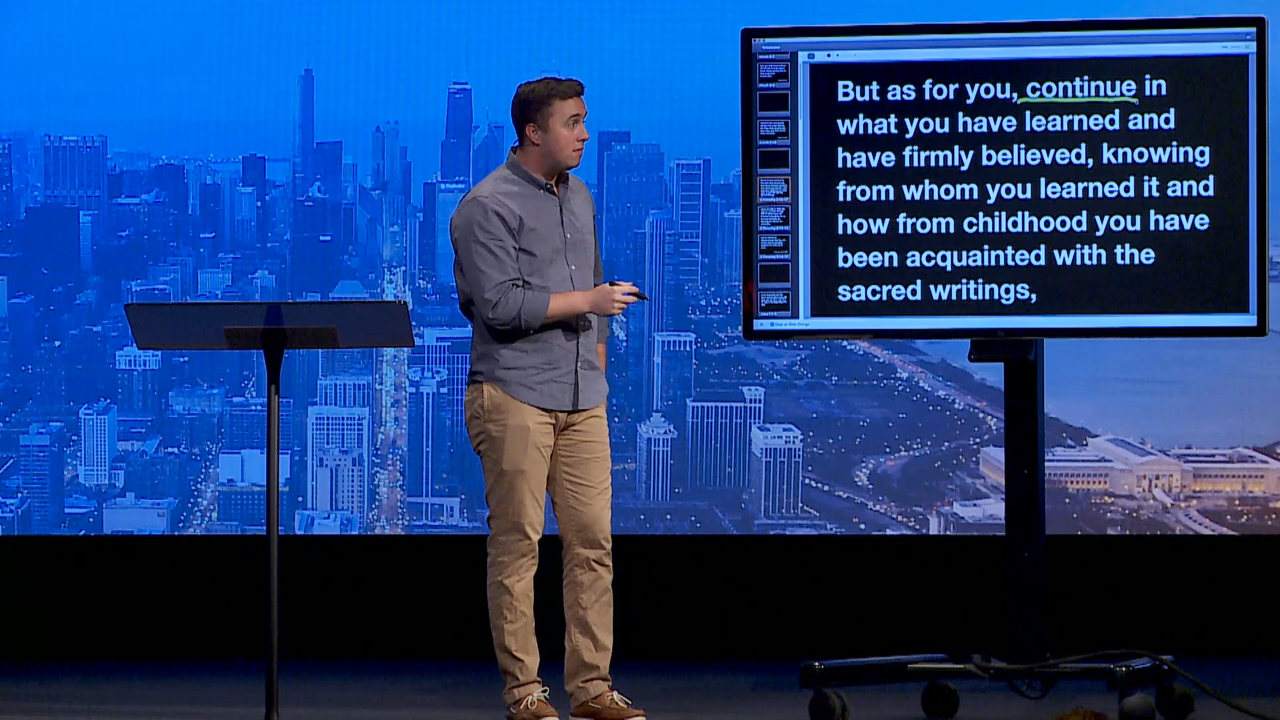 But as for you, continue in
what you have learned and
have firmly believed, knowing
from whom you learned it and
how from childhood you have
been acquainted with the
sacred writings,